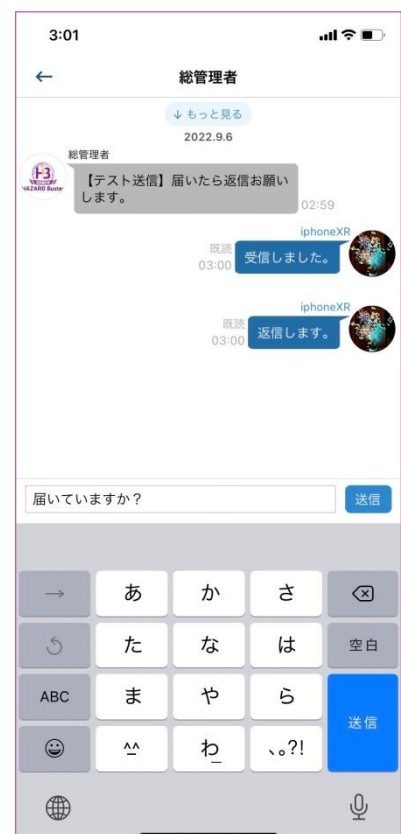 3:01
総管理者
↓ もっと見る
2022.9.6
総管理者
H3
HAZARD Buster
【テスト送信】届いたら返信お願い
します。
02:59
iphoneXR
既読
03:00
受信しました。
iphoneXR
既読
03:00
返信します。
届いていますか？
送信
→ あ か さ
た な は 空白
ABC ま や ら
送信
^^ わ 、。?!